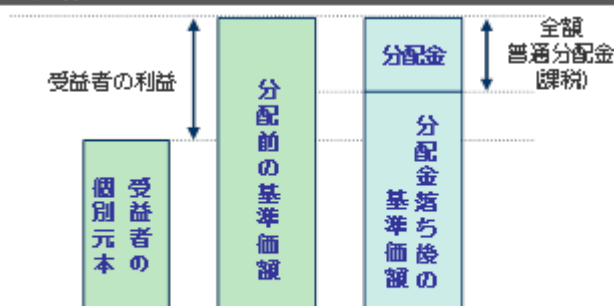 全額
普通分配金
(課税)
受益者の利益
分配金
分配前の基準価額
分配金落ち後の
基準価額
受益者の
個別元本